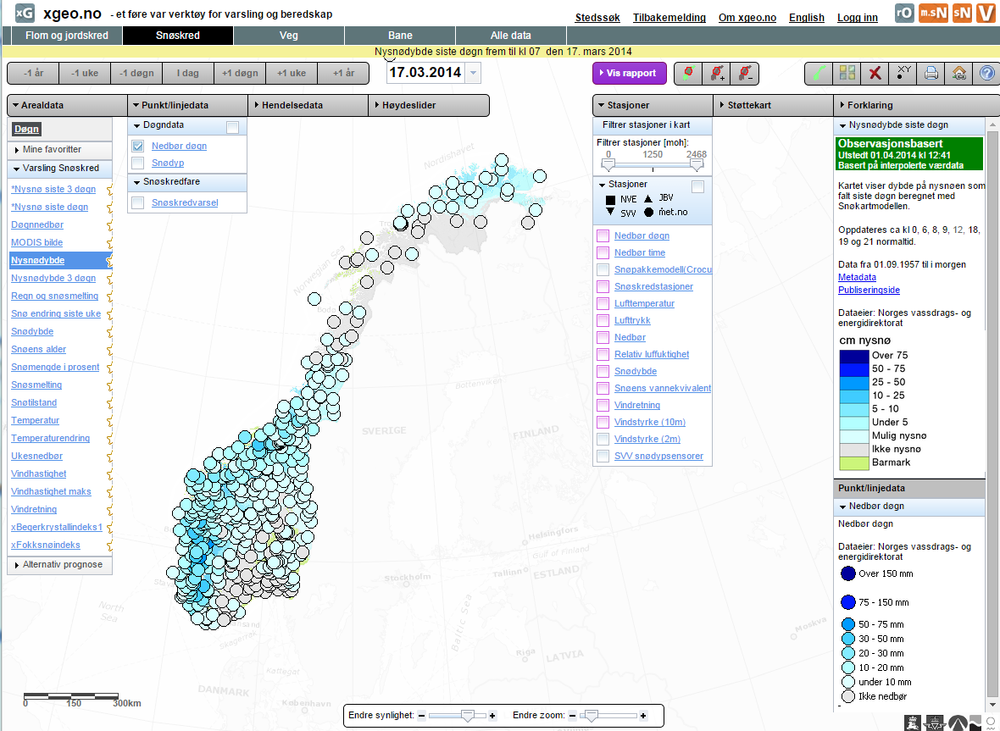 xG xgeo.no - et føre var verktøy for varsling og beredskap
Stedssøk Tilbakemelding Om xgeo.no English Logg inn rO m.sN sN V
Flom og jordskred Snøskred Veg Bane Alle data
Nysnødybde siste døgn frem til kl 07 den 17. mars 2014
-1 år -1 uke -1 døgn I dag +1 døgn +1 uke +1 år 17.03.2014 Vis rapport XY
Arealdata
Døgn
Mine favoritter
Varsling Snøskred
*Nysnø siste 3 døgn
*Nysnø siste døgn
Døgnnedbør
MODIS bilde
Nysnødybde
Nysnødybde 3 døgn
Regn og snøsmelting
Snø endring siste uke
Snødybde
Snøens alder
Snømengde i prosent
Snøsmelting
Snøtilstand
Temperatur
Temperaturendring
Ukesnedbør
Vindhastighet
Vindhastighet maks
Vindretning
xBegerkrystallindeks1
xFokksnøindeks
Alternativ prognose
Punkt/linjedata
Døgndata
Nedbør døgn
Snødyp
Snøskredfare
Snøskredvarsel
Hendelsedata
Høydeslider
Nordishavet
Norwegian Sea
Bottenviken
SVERIGE
FINLAND
Helsingfors
Gulf of Finland
Tallinn
ESTLAND
Stockholm
North
Sea
Skagerrak
Baltic Sea
Moskva
Riga
LATVIA
Kattegat
DANMARK
København
0 150 300km
Endre synlighet: - + Endre zoom: - +
Stasjoner
Filtrer stasjoner i kart
Filtrer stasjoner [moh]:
0 1250 2468
Stasjoner
NVE JBV
SVV met.no
Nedbør døgn
Nedbør time
Snøpakkemodell(Crocu
Snøskredstasjoner
Lufttemperatur
Lufttrykk
Nedbør
Relativ luffuktighet
Snødybde
Snøens vannekvivalent
Vindretning
Vindstyrke (10m)
Vindstyrke (2m)
SVV snødypsensorer
Støttekart
Forklaring
Nysnødybde siste døgn
Observasjonsbasert
Utstedt 01.04.2014 kl 12:41
Basert på interpolerte værdata
Kartet viser dybde på nysnøen som
falt siste døgn beregnet med
Snøkartmodellen.
Oppdateres ca kl 0, 6, 8, 9, 12, 18,
19 og 21 normaltid.
Data fra 01.09.1957 til i morgen
Metadata
Publiseringside
Dataeier: Norges vassdrags- og
energidirektorat
cm nysnø
Over 75
50 - 75
25 - 50
10 - 25
5 - 10
Under 5
Mulig nysnø
Ikke nysnø
Barmark
Punkt/linjedata
Nedbør døgn
Nedbør døgn
Dataeier: Norges vassdrags- og
energidirektorat
Over 150 mm
75 - 150 mm
50 - 75 mm
30 - 50 mm
20 - 30 mm
10 - 20 mm
under 10 mm
Ikke nedbør